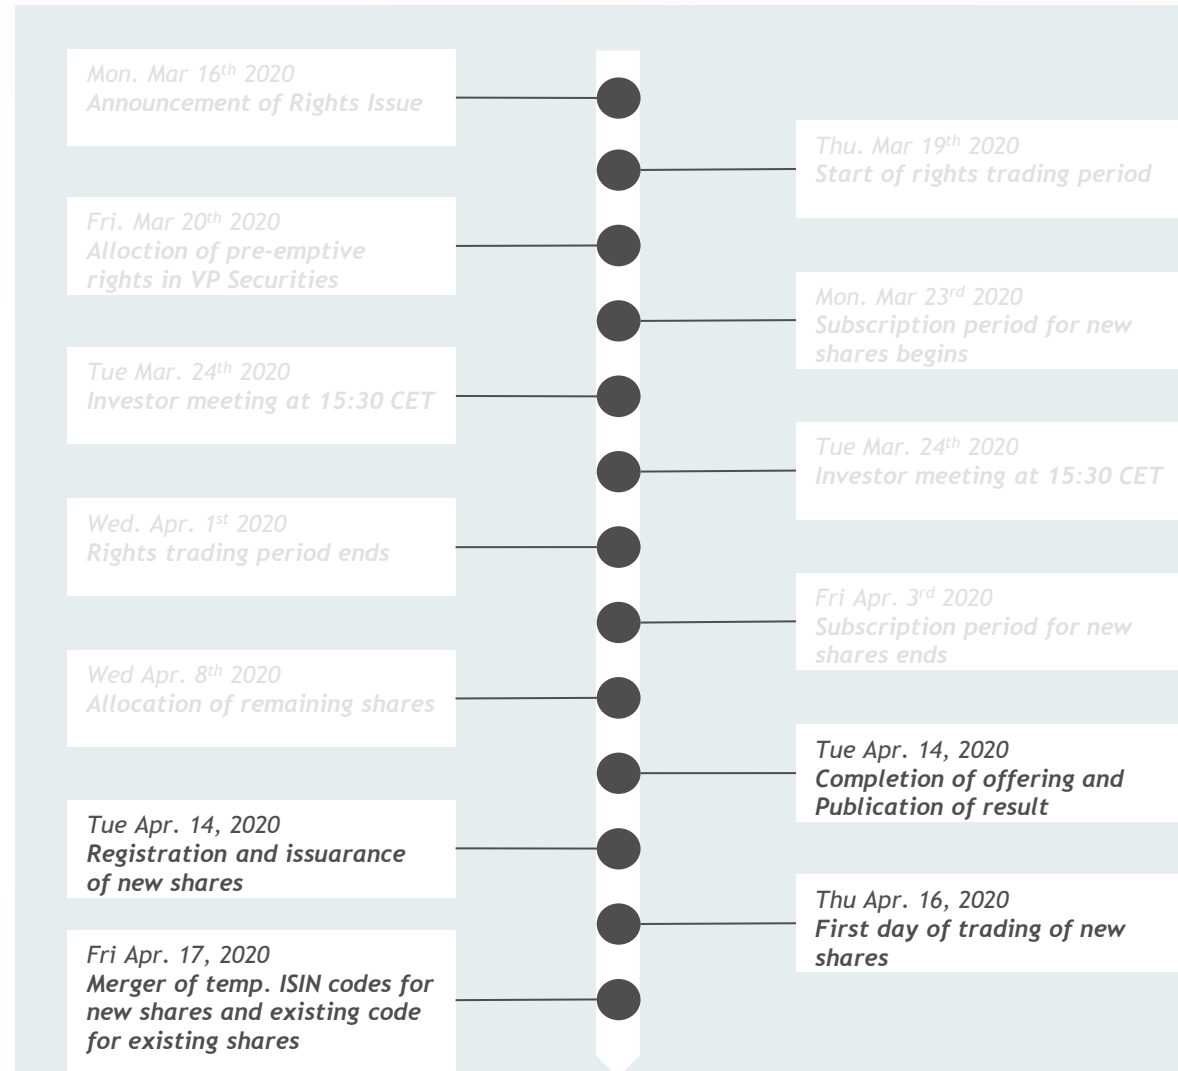 Mon. Mar 16th 2020
Announcement of Rights Issue
Thu. Mar 19th 2020
Start of rights trading period
Fri. Mar 20th 2020
Alloction of pre-emptive
rights in VP Securities
Mon. Mar 23rd 2020
Subscription period for new
shares begins
Tue Mar. 24th 2020
Investor meeting at 15:30 CET
Tue Mar. 24th 2020
Investor meeting at 15:30 CET
Wed. Apr. 1st 2020
Rights trading period ends
Fri Apr. 3rd 2020
Subscription period for new
shares ends
Wed Apr. 8th 2020
Allocation of remaining shares
Tue Apr. 14, 2020
Completion of offering and
Publication of result
Tue Apr. 14, 2020
Registration and issuarance
of new shares
Thu Apr. 16, 2020
First day of trading of new
shares
Fri Apr. 17, 2020
Merger of temp. ISIN codes for
new shares and existing code
for existing shares